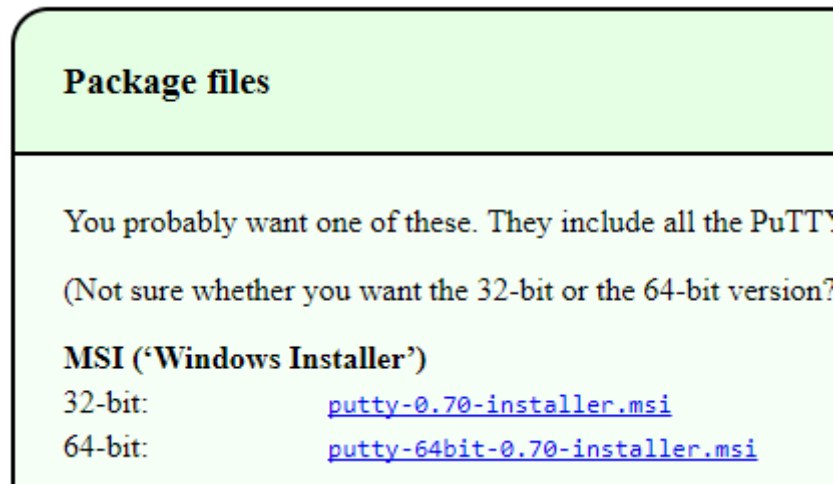 Package files
You probably want one of these. They include all the PuTTY
(Not sure whether you want the 32-bit or the 64-bit version?
MSI (‘Windows Installer’)
32-bit: putty-0.70-installer.msi
64-bit: putty-64bit-0.70-installer.msi